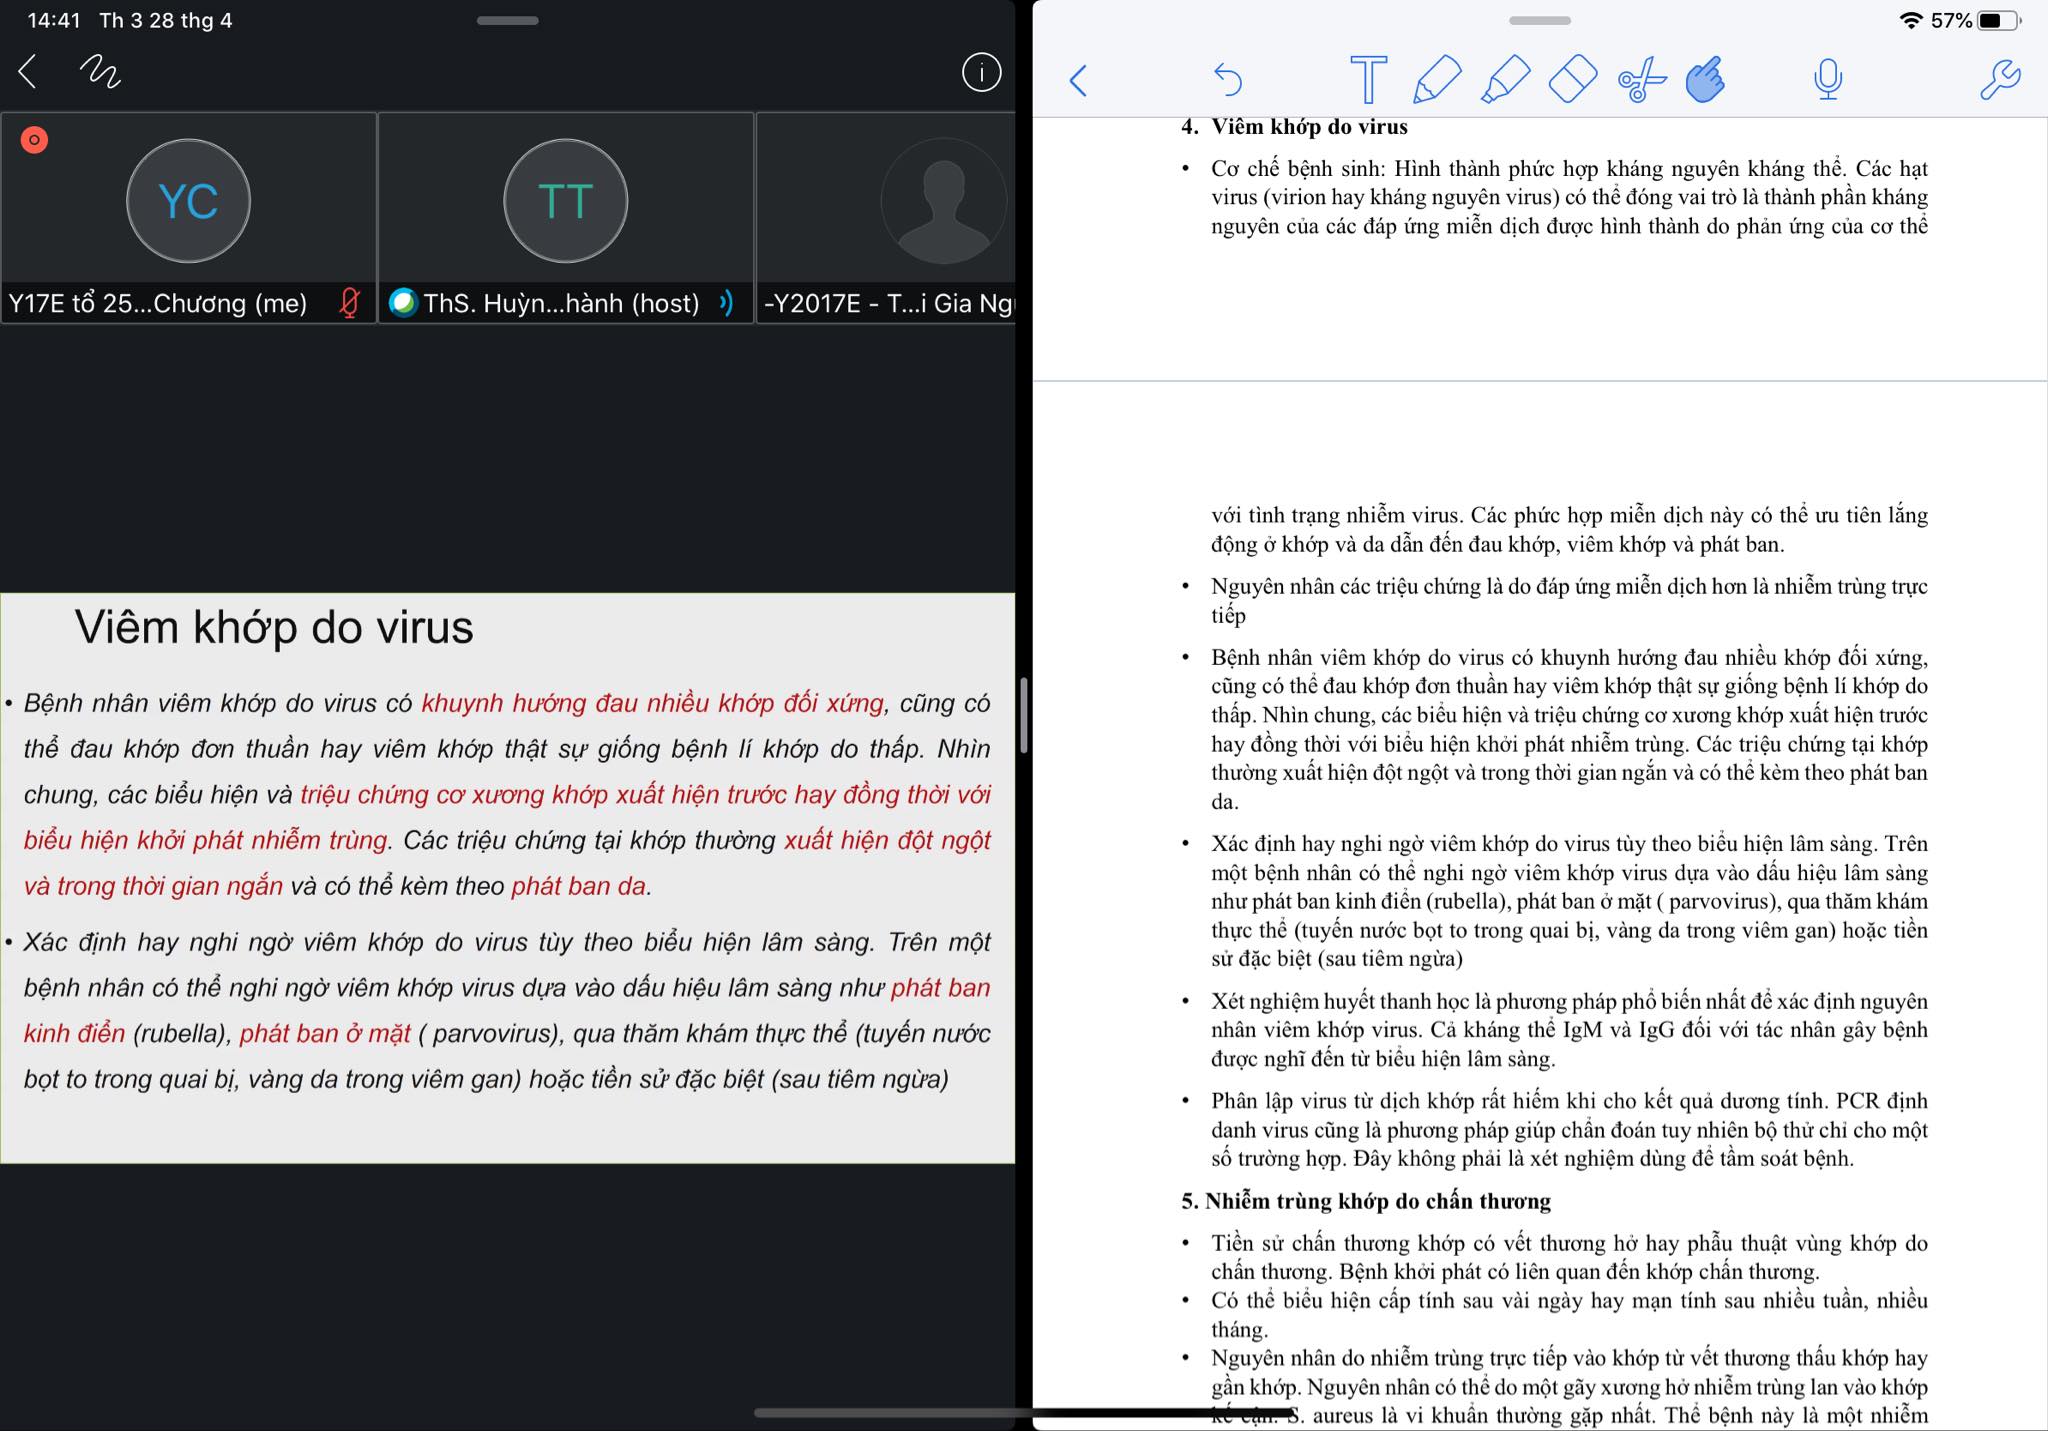 14:41 Th 3 28 thg 4
57%
YC
TT
Y17E tổ 25...Chương (me)
ThS. Huỳn...hành (host)
-Y2017E - T...i Gia Ng
Viêm khớp do virus
• Bệnh nhân viêm khớp do virus có khuynh hướng đau nhiều khớp đối xứng, cũng có
thể đau khớp đơn thuần hay viêm khớp thật sự giống bệnh lí khớp do thấp. Nhìn
chung, các biểu hiện và triệu chứng cơ xương khớp xuất hiện trước hay đồng thời với
biểu hiện khởi phát nhiễm trùng. Các triệu chứng tại khớp thường xuất hiện đột ngột
và trong thời gian ngắn và có thể kèm theo phát ban da.
• Xác định hay nghi ngờ viêm khớp do virus tùy theo biểu hiện lâm sàng. Trên một
bệnh nhân có thể nghi ngờ viêm khớp virus dựa vào dấu hiệu lâm sàng như phát ban
kinh điển (rubella), phát ban ở mặt ( parvovirus), qua thăm khám thực thể (tuyến nước
bọt to trong quai bị, vàng da trong viêm gan) hoặc tiền sử đặc biệt (sau tiêm ngừa)
4. Viêm khớp do virus
• Cơ chế bệnh sinh: Hình thành phức hợp kháng nguyên kháng thể. Các hạt
virus (virion hay kháng nguyên virus) có thể đóng vai trò là thành phần kháng
nguyên của các đáp ứng miễn dịch được hình thành do phản ứng của cơ thể
với tình trạng nhiễm virus. Các phức hợp miễn dịch này có thể ưu tiên lắng
động ở khớp và da dẫn đến đau khớp, viêm khớp và phát ban.
• Nguyên nhân các triệu chứng là do đáp ứng miễn dịch hơn là nhiễm trùng trực
tiếp
• Bệnh nhân viêm khớp do virus có khuynh hướng đau nhiều khớp đối xứng,
cũng có thể đau khớp đơn thuần hay viêm khớp thật sự giống bệnh lí khớp do
thấp. Nhìn chung, các biểu hiện và triệu chứng cơ xương khớp xuất hiện trước
hay đồng thời với biểu hiện khởi phát nhiễm trùng. Các triệu chứng tại khớp
thường xuất hiện đột ngột và trong thời gian ngắn và có thể kèm theo phát ban
da.
• Xác định hay nghi ngờ viêm khớp do virus tùy theo biểu hiện lâm sàng. Trên
một bệnh nhân có thể nghi ngờ viêm khớp virus dựa vào dấu hiệu lâm sàng
như phát ban kinh điển (rubella), phát ban ở mặt ( parvovirus), qua thăm khám
thực thể (tuyến nước bọt to trong quai bị, vàng da trong viêm gan) hoặc tiền
sử đặc biệt (sau tiêm ngừa)
• Xét nghiệm huyết thanh học là phương pháp phổ biến nhất để xác định nguyên
nhân viêm khớp virus. Cả kháng thể IgM và IgG đối với tác nhân gây bệnh
được nghĩ đến từ biểu hiện lâm sàng.
• Phân lập virus từ dịch khớp rất hiếm khi cho kết quả dương tính. PCR định
danh virus cũng là phương pháp giúp chẩn đoán tuy nhiên bộ thử chỉ cho một
số trường hợp. Đây không phải là xét nghiệm dùng để tầm soát bệnh.
5. Nhiễm trùng khớp do chấn thương
• Tiền sử chấn thương khớp có vết thương hở hay phẫu thuật vùng khớp do
chấn thương. Bệnh khởi phát có liên quan đến khớp chấn thương.
• Có thể biểu hiện cấp tính sau vài ngày hay mạn tính sau nhiều tuần, nhiều
tháng.
• Nguyên nhân do nhiễm trùng trực tiếp vào khớp từ vết thương thấu khớp hay
gần khớp. Nguyên nhân có thể do một gãy xương hở nhiễm trùng lan vào khớp
kế cận. S. aureus là vi khuẩn thường gặp nhất. Thể bệnh này là một nhiễm